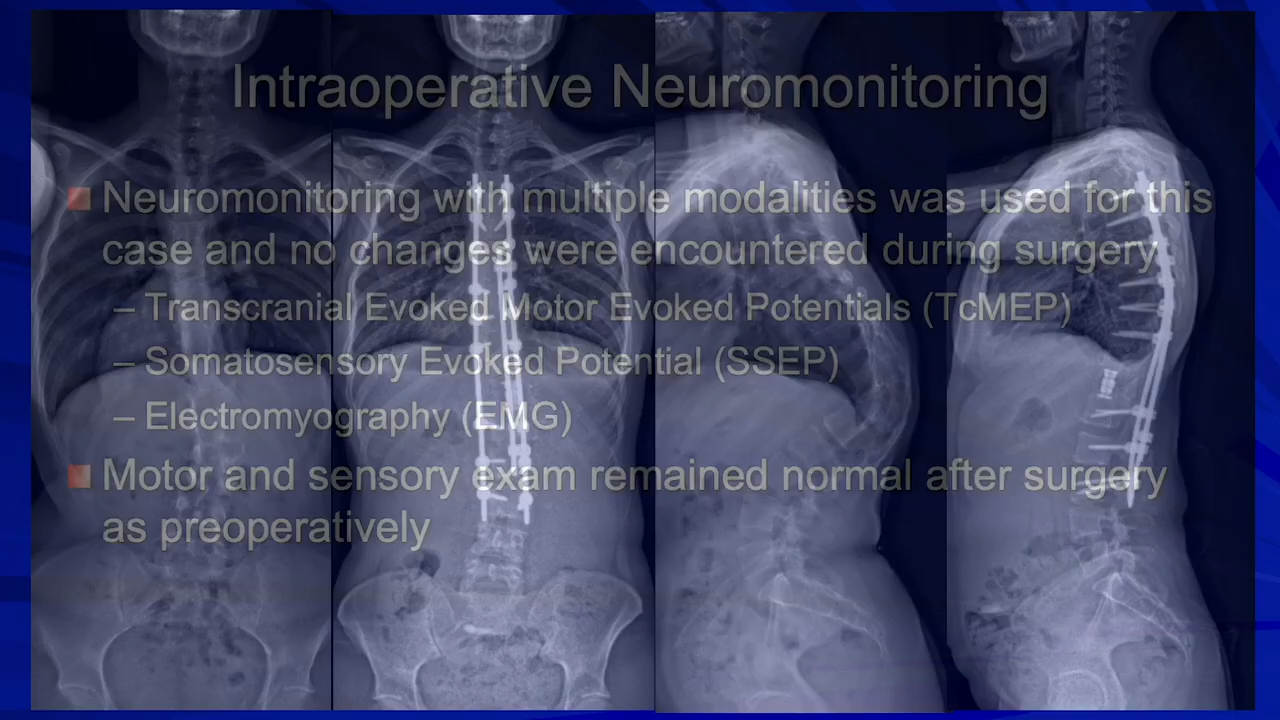 Intraoperative Neuromonitoring
Neuromonitoring with multiple modalities was used for this
case and no changes were encountered during surgery
– Transcranial Evoked Motor Evoked Potentials (TcMEP)
– Somatosensory Evoked Potential (SSEP)
– Electromyography (EMG)
Motor and sensory exam remained normal after surgery
as preoperatively